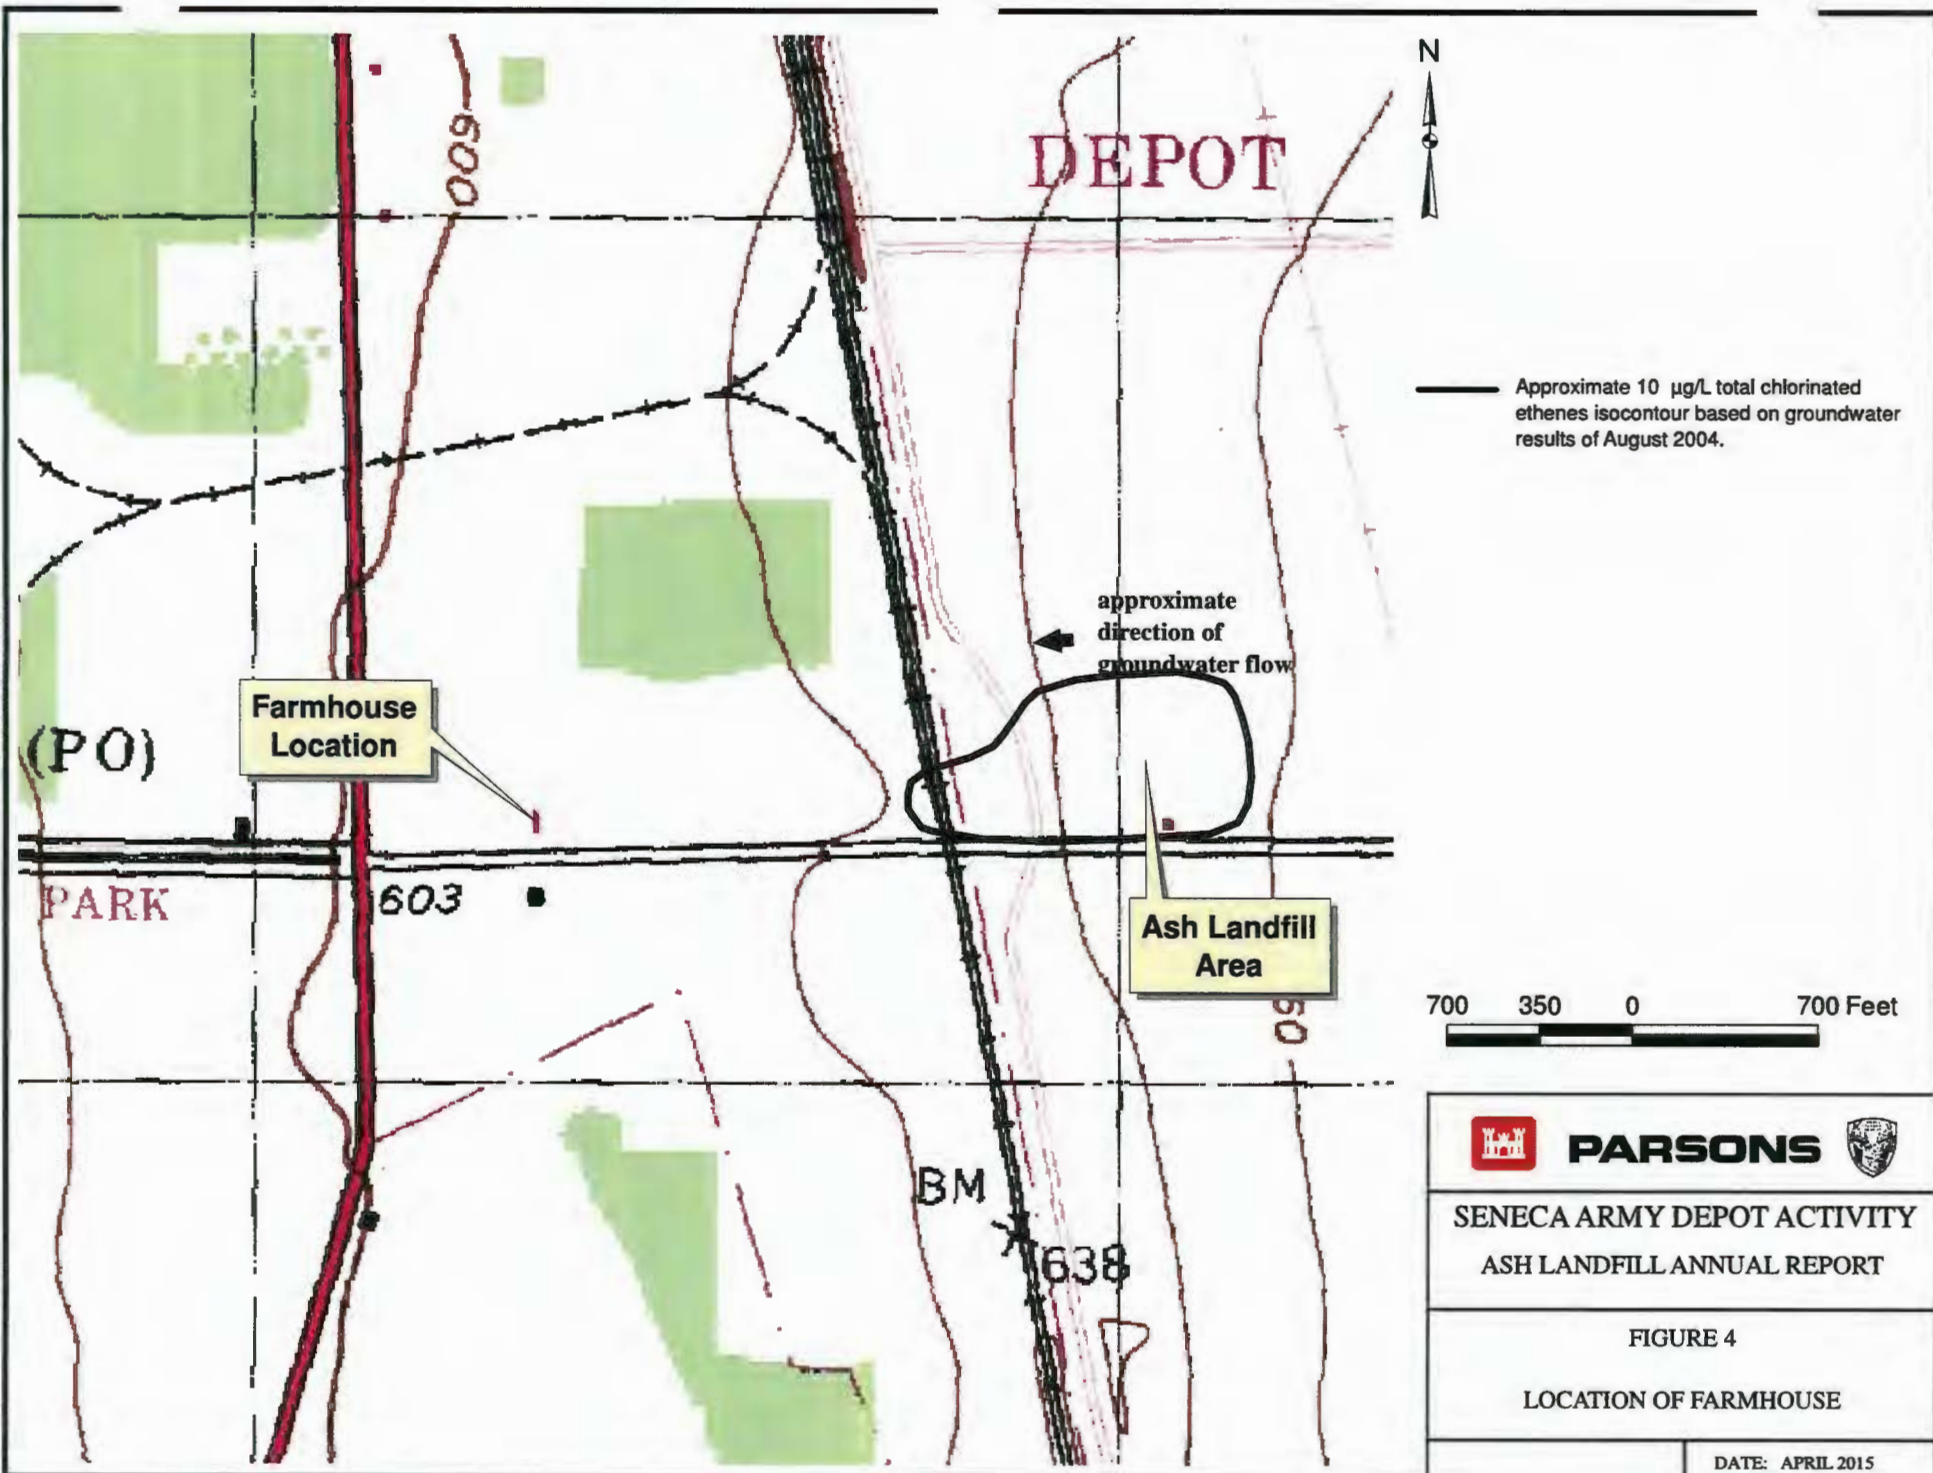 N
600
DEPOT
Approximate 10 µg/L total chlorinated
ethenes isocontour based on groundwater
results of August 2004.
approximate
direction of
groundwater flow
Farmhouse
Location
(PO)
PARK
603
Ash Landfill
Area
700 350 0 700 Feet
BM
638
PARSONS
SENECA ARMY DEPOT ACTIVITY
ASH LANDFILL ANNUAL REPORT
FIGURE 4
LOCATION OF FARMHOUSE
DATE: APRIL 2015